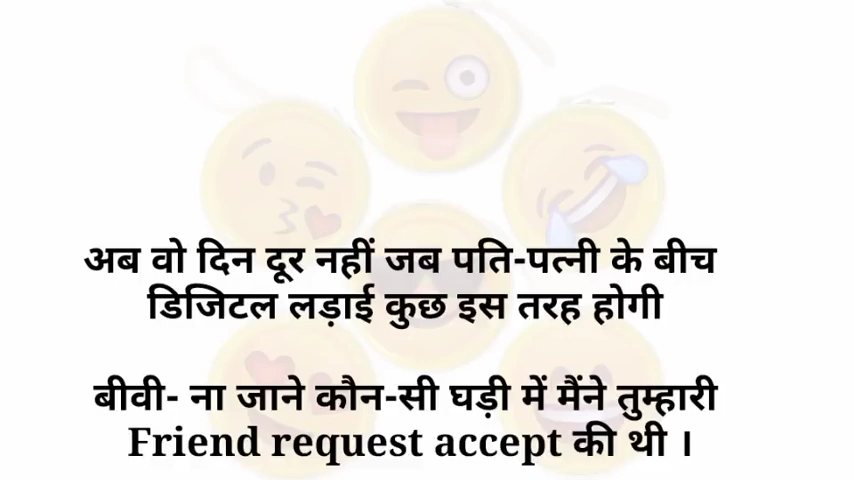 अब वो दिन दूर नहीं जब पति-पत्नी के बीच
डिजिटल लड़ाई कुछ इस तरह होगी
बीवी- ना जाने कौन-सी घड़ी में मैंने तुम्हारी
Friend request accept की थी ।